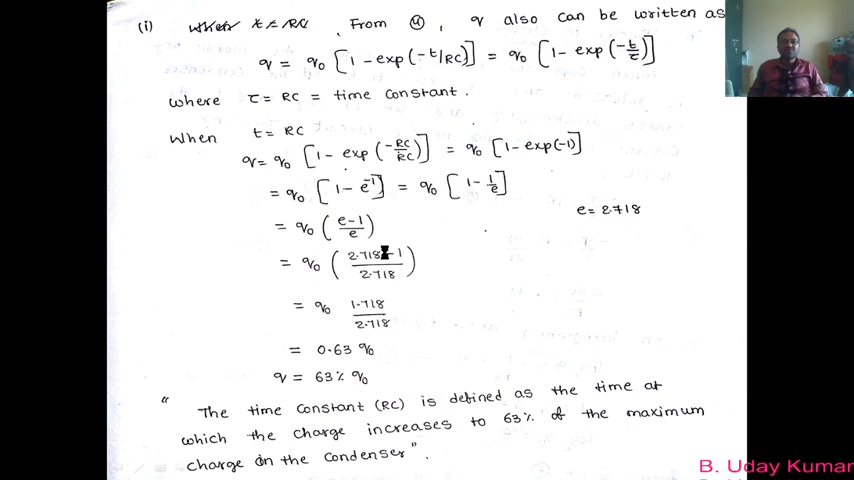 (i) When t = RC, From (4), q also can be written as
q = q₀ [1 - exp(-t/RC)] = q₀ [1 - exp(-t/τ)]
where τ = RC = time constant.
When t = RC
q = q₀ [1 - exp(-RC/RC)] = q₀ [1 - exp(-1)]
= q₀ [1 - e⁻¹] = q₀ [1 - 1/e]
e = 2.718
= q₀ (e-1/e)
= q₀ (2.718-1/2.718)
= q₀ 1.718/2.718
= 0.63 q₀
q = 63% q₀
" The time constant (RC) is defined as the time at
which the charge increases to 63% of the maximum
charge on the condenser".
B. Uday Kumar